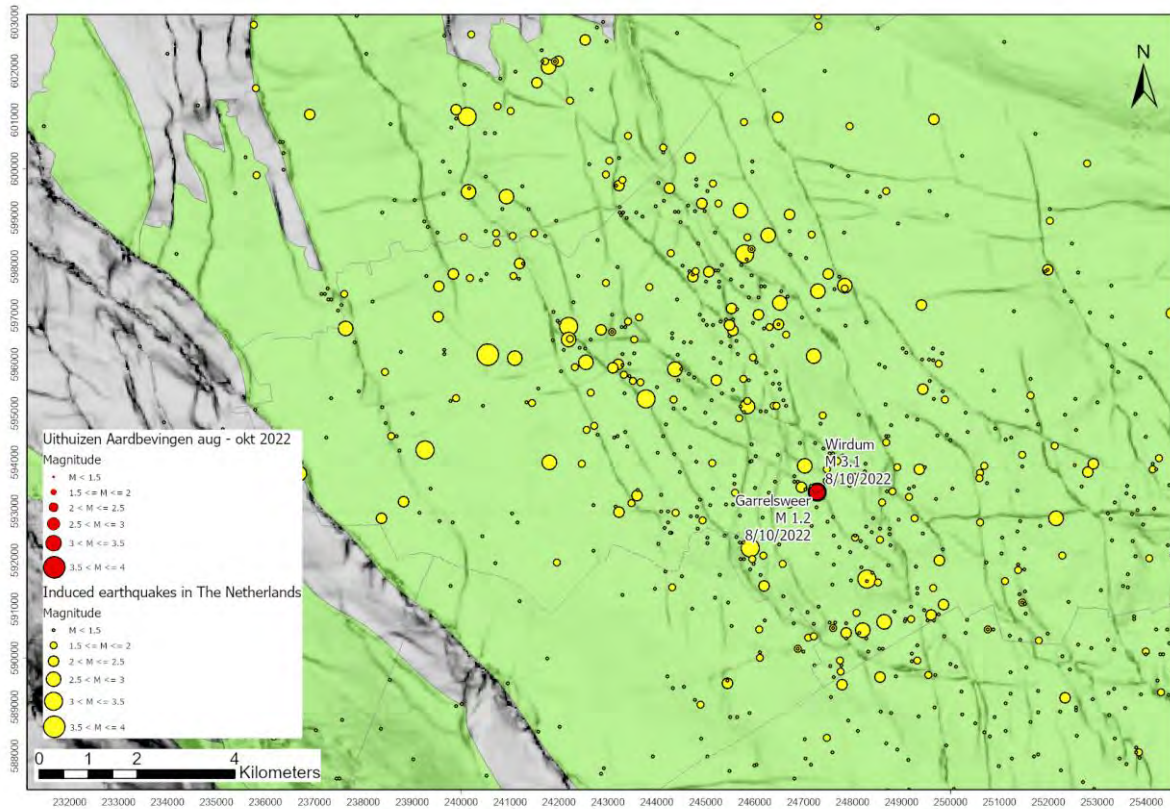 603000
602000
601000
600000
599000
598000
597000
596000
595000
594000
593000
592000
591000
590000
589000
588000
N
Wirdum
M 3.1
8/10/2022
Garrelsweer
M 1.2
8/10/2022
Uithuizen Aardbevingen aug - okt 2022
Magnitude
M < 1.5
1.5 <= M <= 2
2 < M <= 2.5
2.5 < M <= 3
3 < M <= 3.5
3.5 < M <= 4
Induced earthquakes in The Netherlands
Magnitude
M < 1.5
1.5 <= M <= 2
2 < M <= 2.5
2.5 < M <= 3
3 < M <= 3.5
3.5 < M <= 4
0 1 2 4
Kilometers
232000 233000 234000 235000 236000 237000 238000 239000 240000 241000 242000 243000 244000 245000 246000 247000 248000 249000 250000 251000 252000 253000